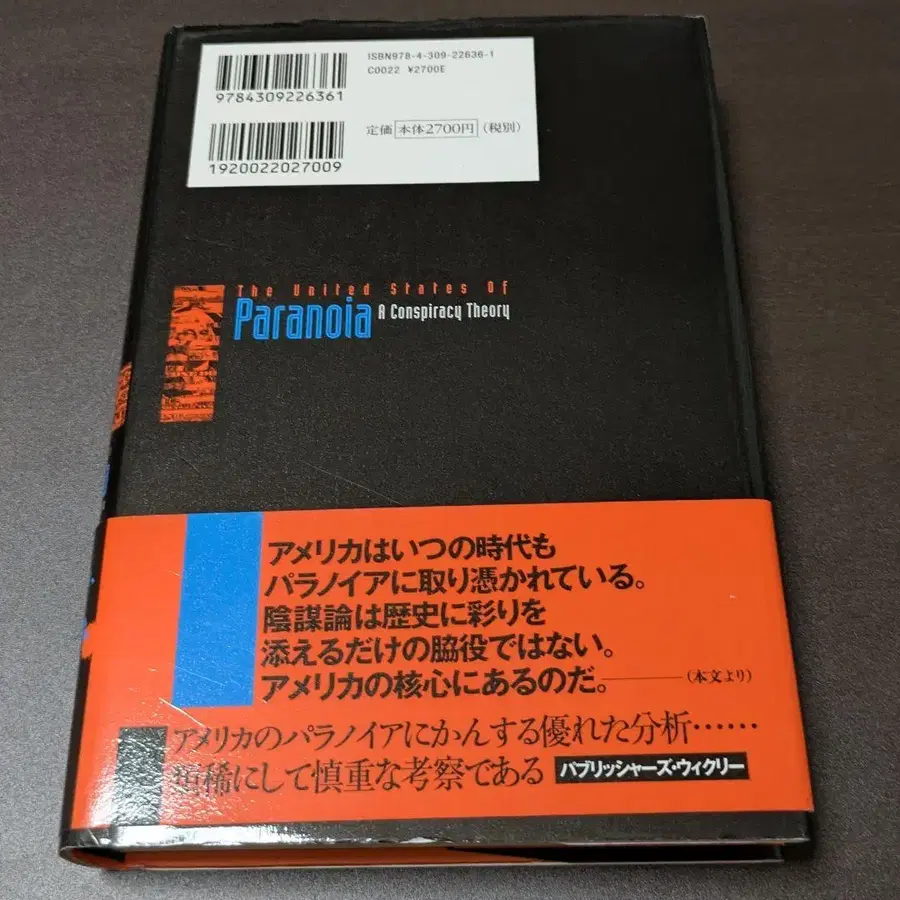 ISBN978-4-309-22636-1
C0022 ¥2700E
9784309226361
定価 本体2700円(税別)
1920022027009
The United States Of
Paranoia A Conspiracy Theory
アメリカはいつの時代も
パラノイアに取り憑かれている。
陰謀論は歴史に彩りを
添えるだけの脇役ではない。
アメリカの核心にあるのだ。――(本文より)
アメリカのパラノイアにかんする優れた分析……
稀にして慎重な考察である パブリッシャーズ・ウィクリー